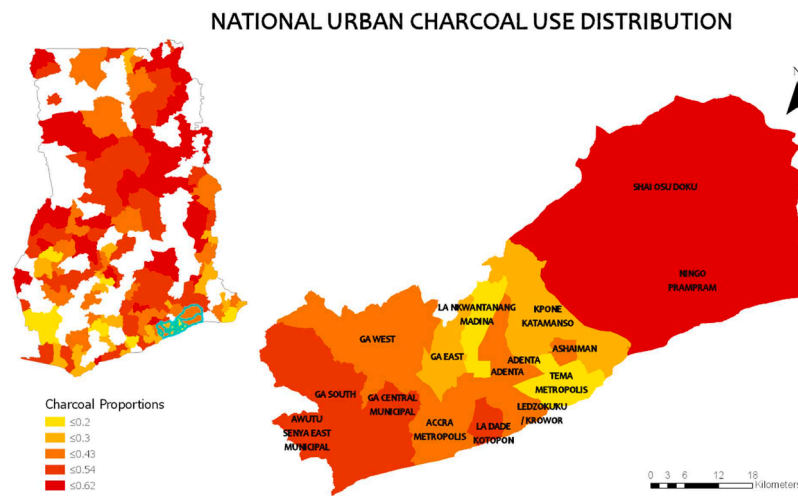 NATIONAL URBAN CHARCOAL USE DISTRIBUTION
N
SHAI OSU DOKU
NINGO
PRAMPRAM
LA NKWANTANANG
MADINA
KPONE
KATAMANSO
GA WEST
GA EAST
ASHAIMAN
ADENTA
ADENTA
TEMA
METROPOLIS
GA SOUTH
GA CENTRAL
MUNICIPAL
LEDZOKUKU
/ KROWOR
AWUTU
SENYA EAST
MUNICIPAL
ACCRA
METROPOLIS
LA DADE
KOTOPON
Charcoal Proportions
≤0.2
≤0.3
≤0.43
≤0.54
≤0.62
0 3 6 12 18
Kilometers